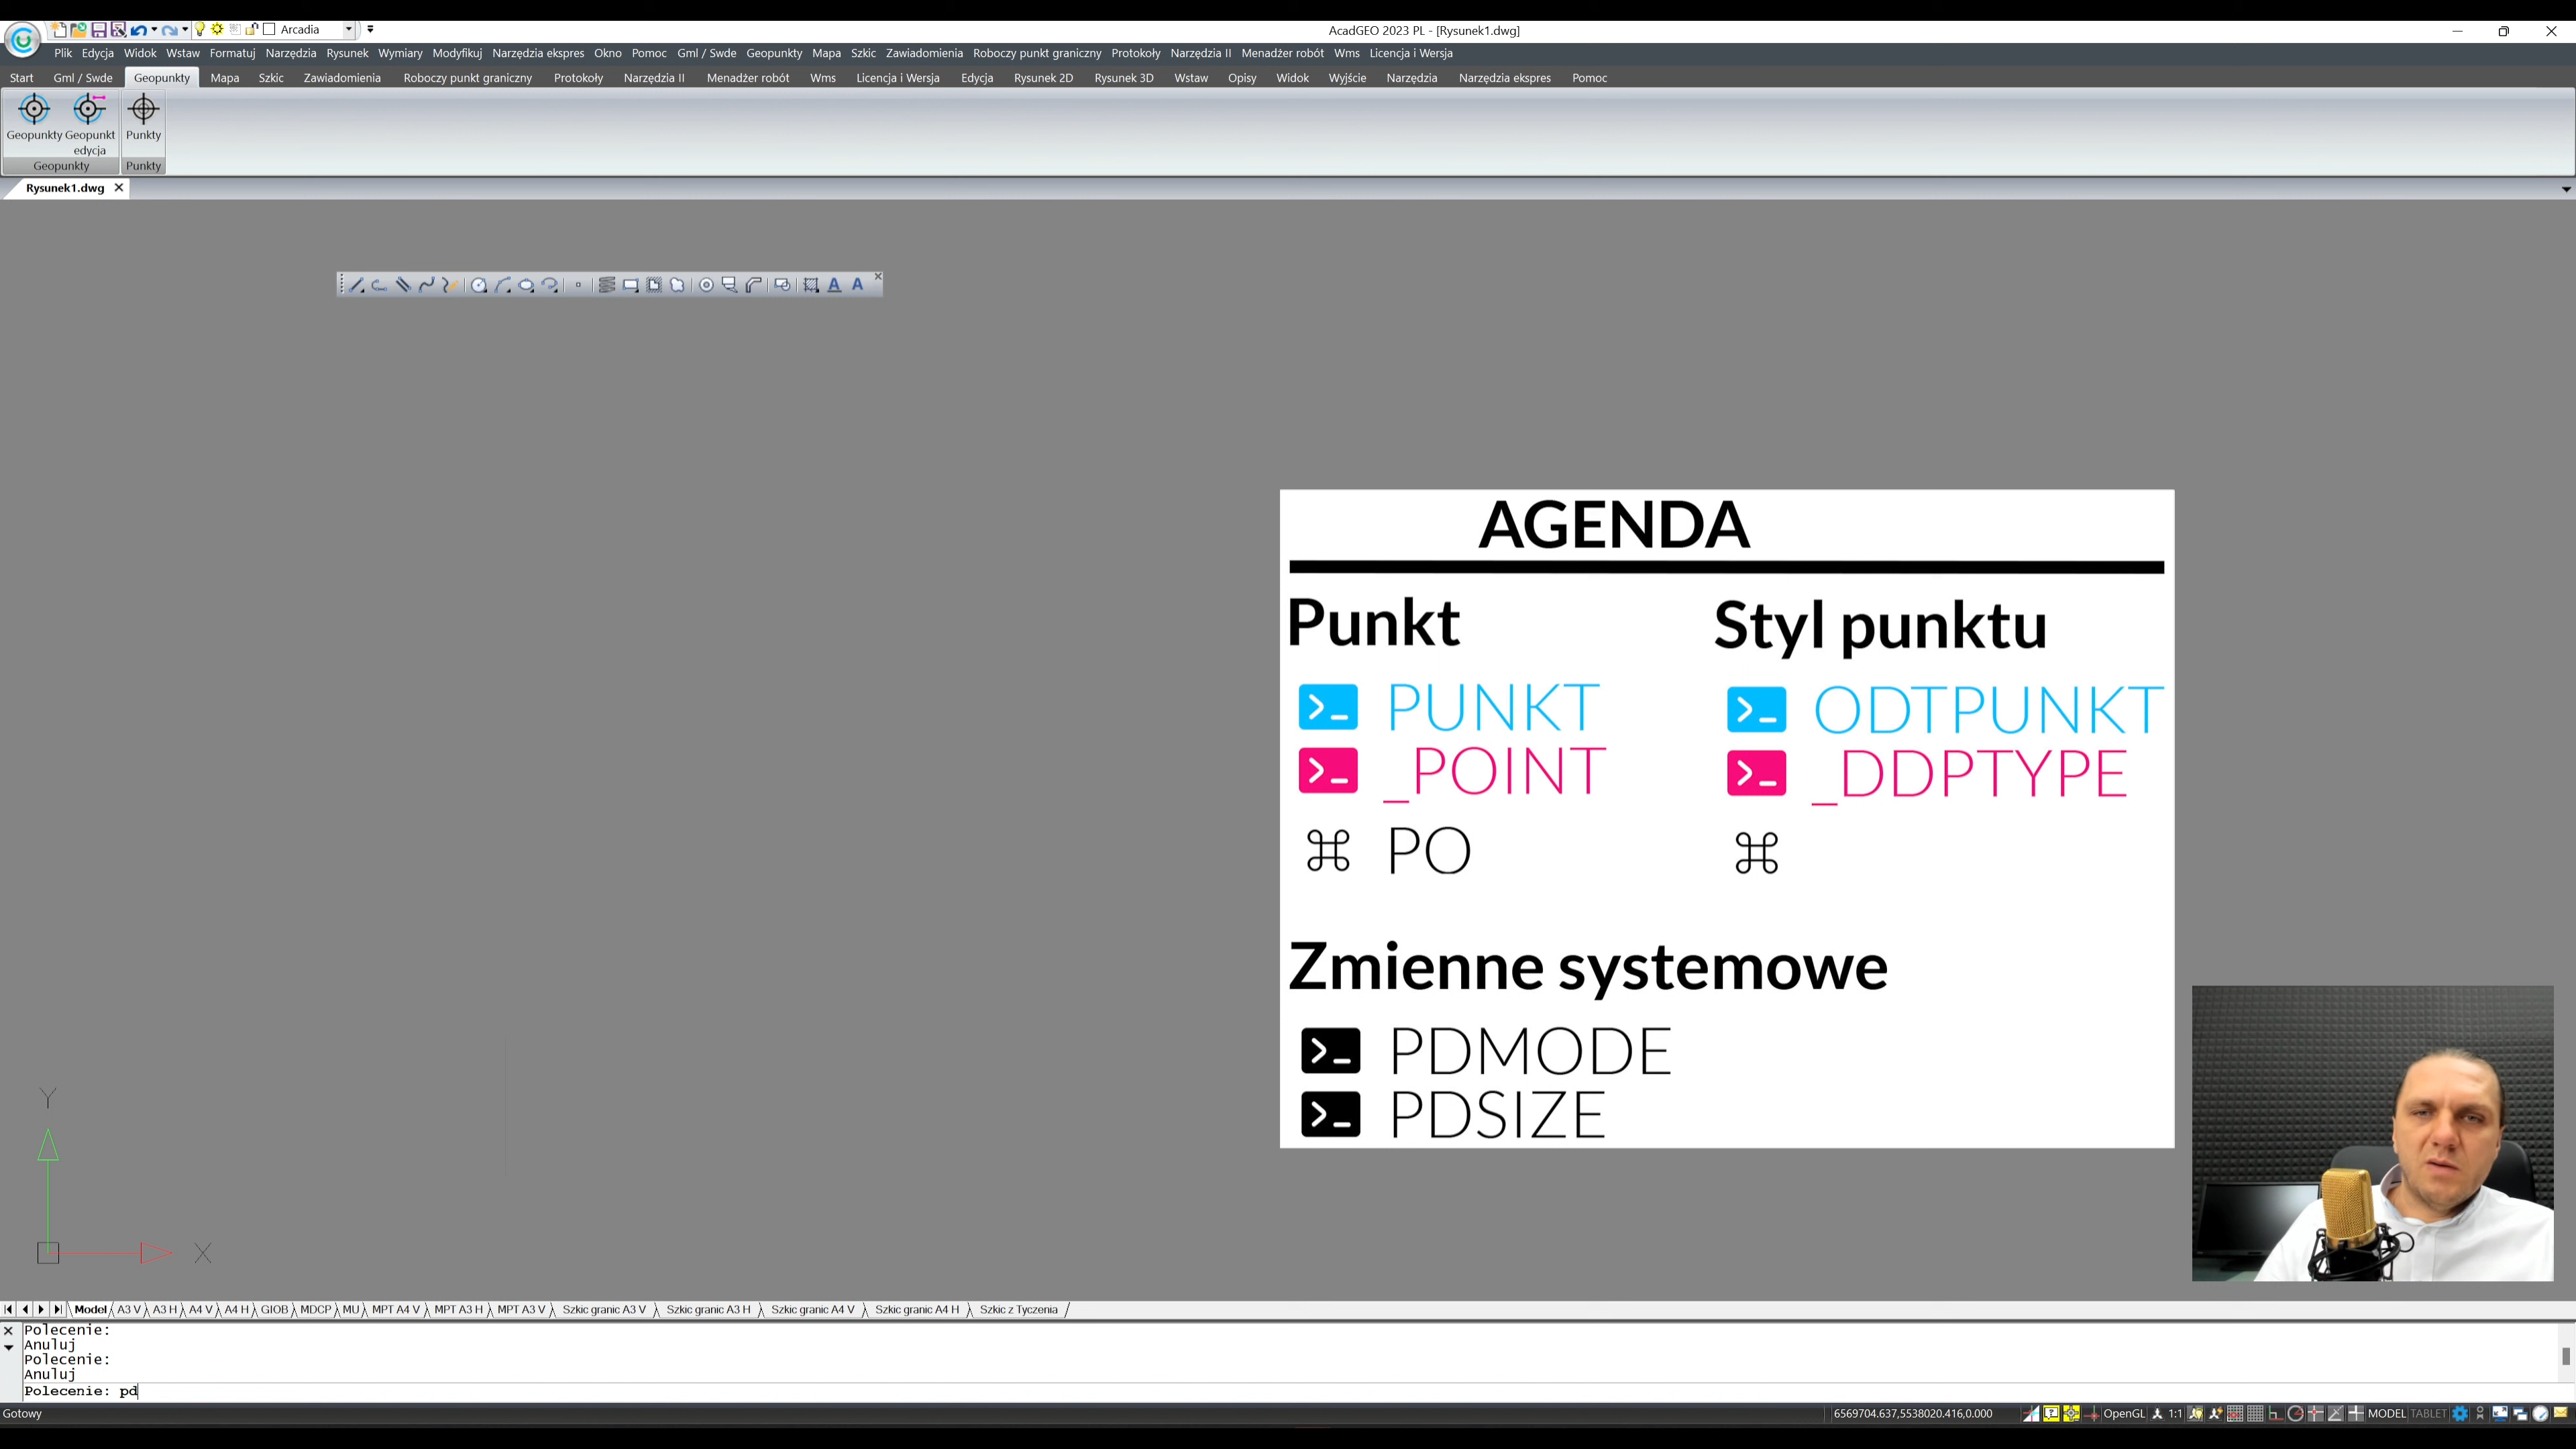 Arcadia
AcadGEO 2023 PL - [Rysunek1.dwg]
Plik Edycja Widok Wstaw Formatuj Narzędzia Rysunek Wymiary Modyfikuj Narzędzia ekspres Okno Pomoc Gml / Swde Geopunkty Mapa Szkic Zawiadomienia Roboczy punkt graniczny Protokoły Narzędzia II Menadżer robót Wms Licencja i Wersja
Start Gml / Swde Geopunkty Mapa Szkic Zawiadomienia Roboczy punkt graniczny Protokoły Narzędzia II Menadżer robót Wms Licencja i Wersja Edycja Rysunek 2D Rysunek 3D Wstaw Opisy Widok Wyjście Narzędzia Narzędzia ekspres Pomoc
Geopunkty Geopunkt edycja Punkty
Geopunkty Punkty
Rysunek1.dwg
AGENDA
Punkt
PUNKT
_POINT
PO
Styl punktu
ODTPUNKT
_DDPTYPE
Zmienne systemowe
PDMODE
PDSIZE
Y
X
Model A3 V A3 H A4 V A4 H GIOB MDCP MU MPT A4 V MPT A3 H MPT A3 V Szkic granic A3 V Szkic granic A3 H Szkic granic A4 V Szkic granic A4 H Szkic z Tyczenia
Polecenie:
Anuluj
Polecenie:
Anuluj
Polecenie: pd
Gotowy
6569704.637,5538020.416,0.000 OpenGL 1:1 MODEL TABLET